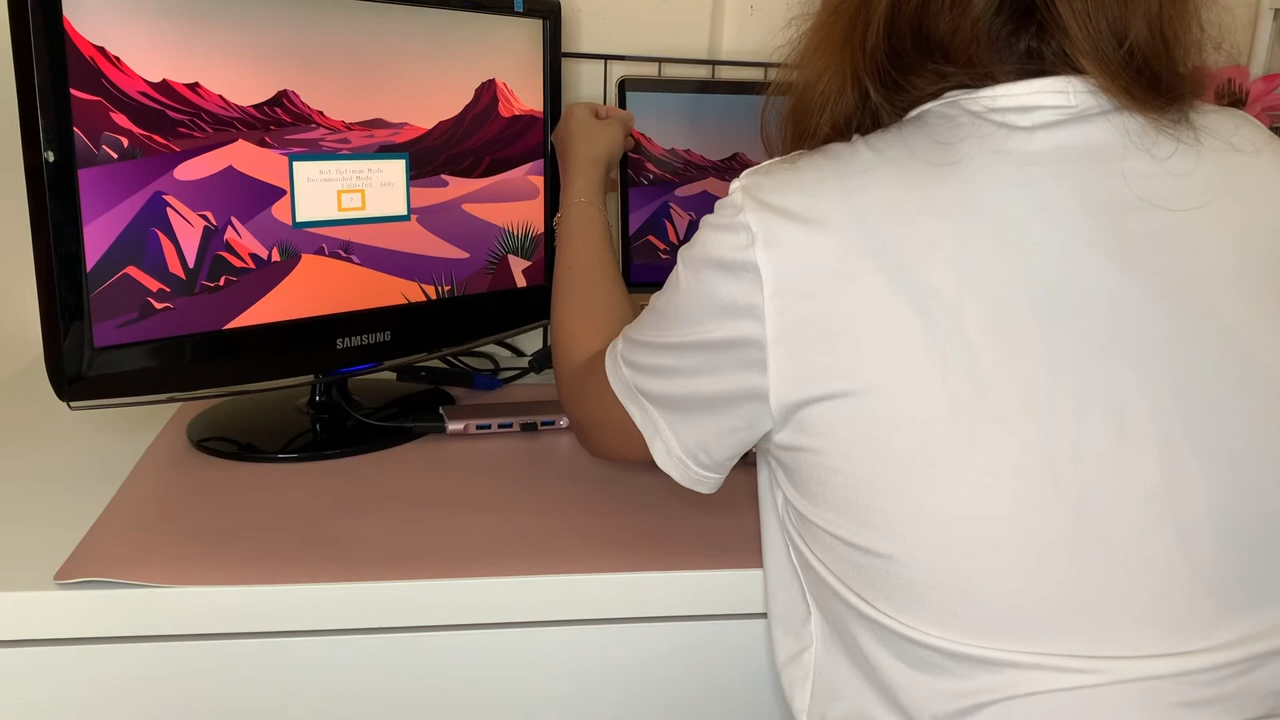 Not Optimum Mode
Recommended Mode
1360x768 60Hz
?
SAMSUNG